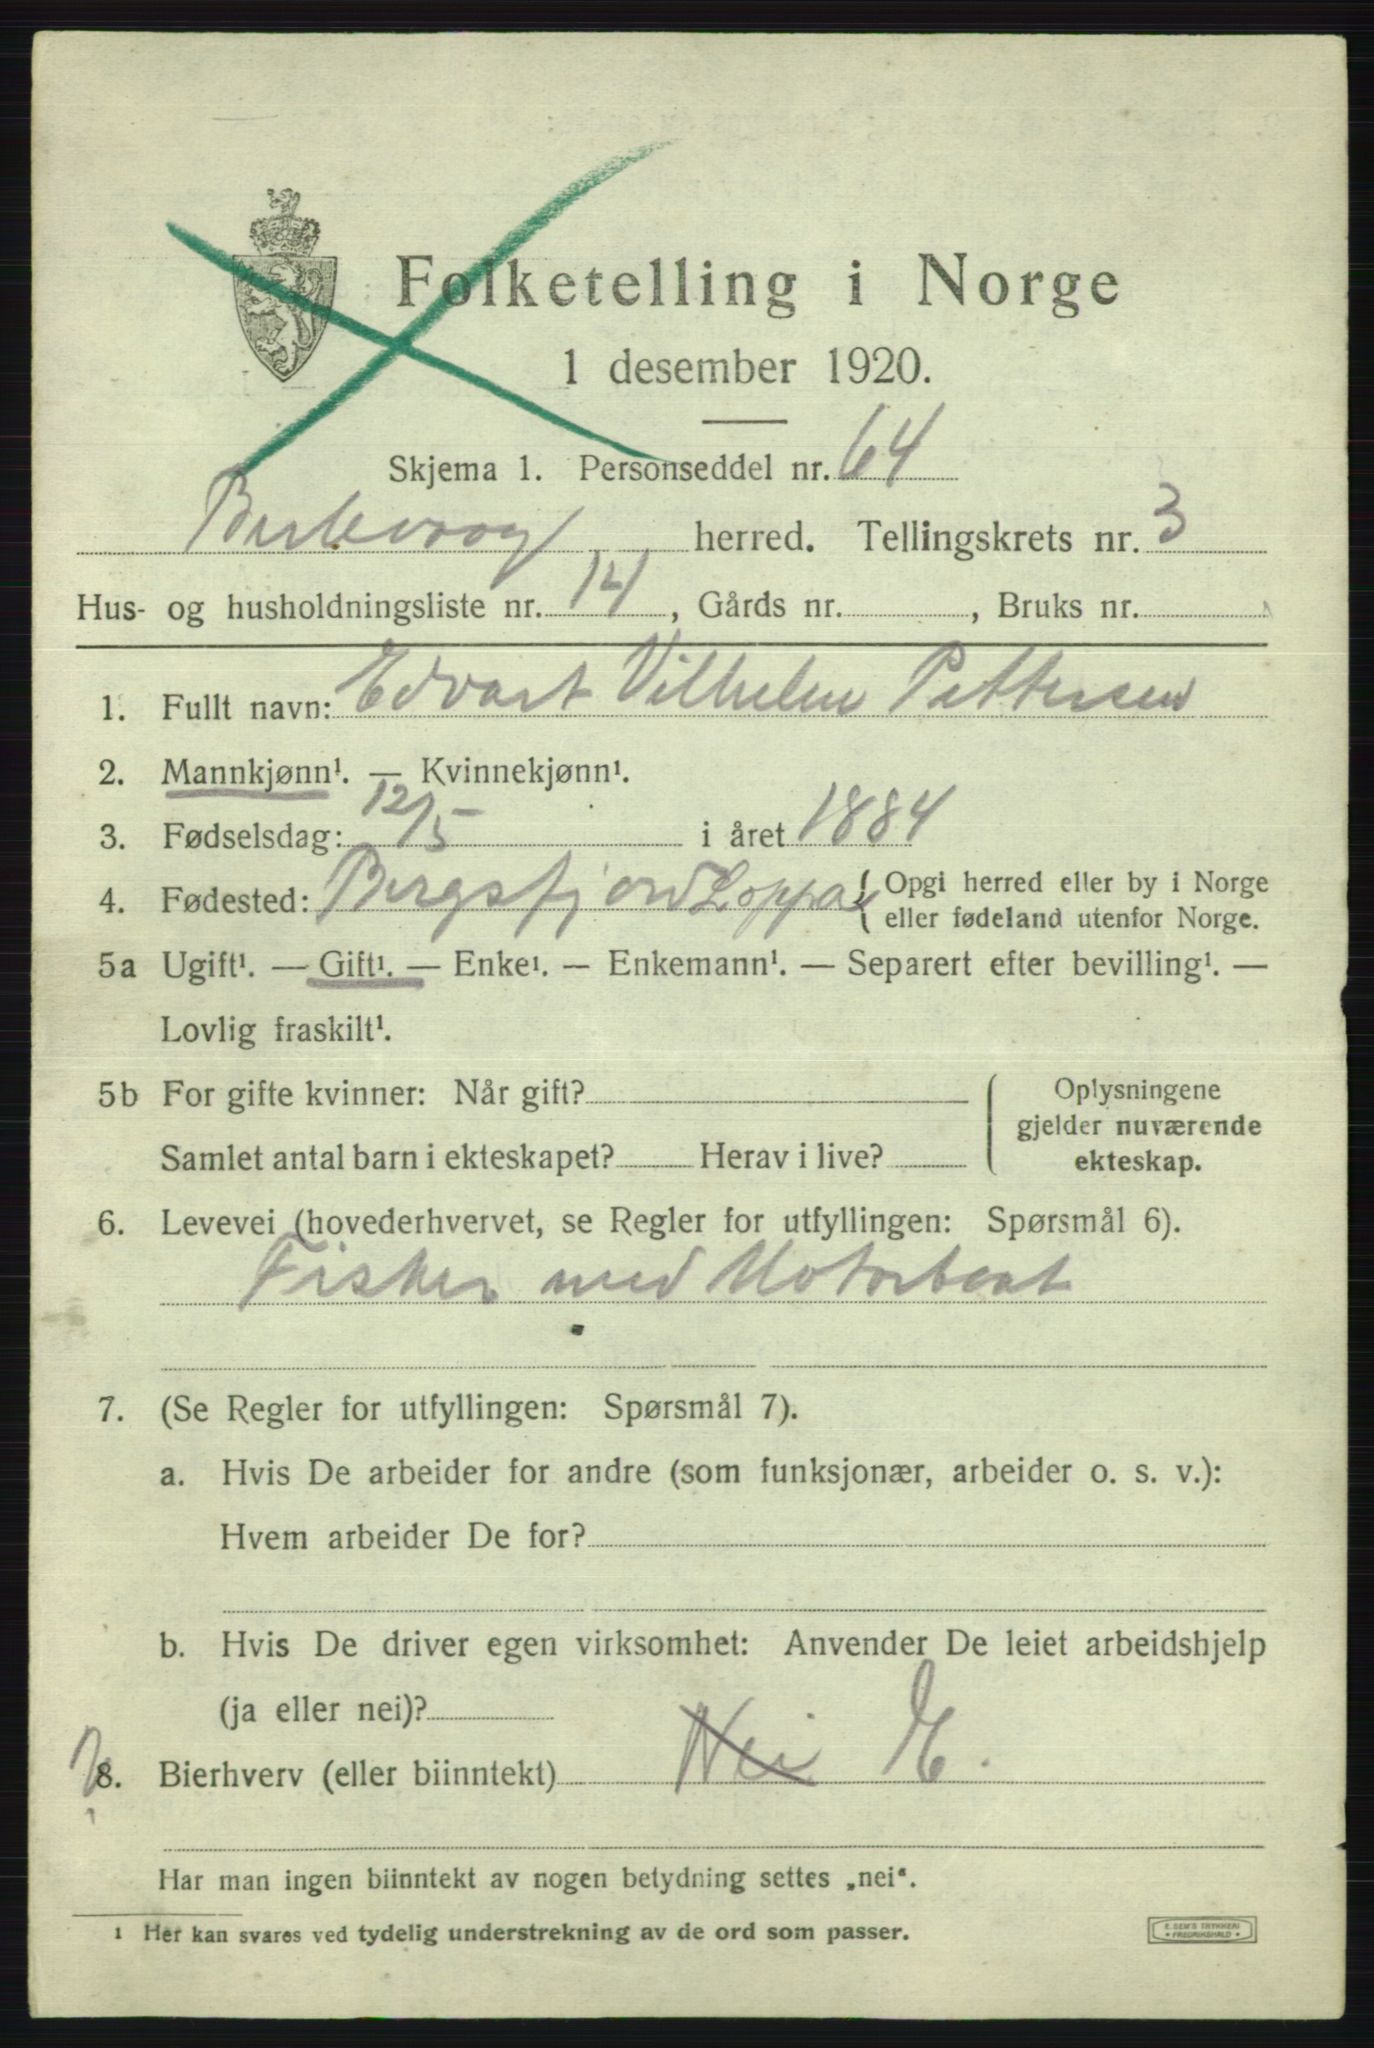 Folketelling i Norge
1 desember 1920.
Skjema 1. Personseddel nr. 64
Berlevaag herred. Tellingskrets nr. 3
Hus- og husholdningsliste nr. 14, Gårds nr. , Bruks nr.
1. Fullt navn: Edvart Vilhelm Pettersen
2. Mannkjønn¹. — Kvinnekjønn¹.
3. Fødselsdag: 12/5 i året 1884
4. Fødested: Bergsfjord Loppa { Opgi herred eller by i Norge
eller fødeland utenfor Norge.
5a Ugift¹. — Gift¹. — Enke¹. — Enkemann¹. — Separert efter bevilling¹. —
Lovlig fraskilt¹.
5b For gifte kvinner: Når gift?
Samlet antal barn i ekteskapet? Herav i live?
Oplysningene
gjelder nuværende
ekteskap.
6. Levevei (hovederhvervet, se Regler for utfyllingen: Spørsmål 6).
Fisker med Motorbaat
7. (Se Regler for utfyllingen: Spørsmål 7).
a. Hvis De arbeider for andre (som funksjonær, arbeider o. s. v.):
Hvem arbeider De for?
b. Hvis De driver egen virksomhet: Anvender De leiet arbeidshjelp
(ja eller nei)?
8. Bierhverv (eller biinntekt) Nei E.
Har man ingen biinntekt av nogen betydning settes „nei“.
1 Her kan svares ved tydelig understrekning av de ord som passer.
E. SEM'S TRYKKERI
• FREDRIKSHALD •